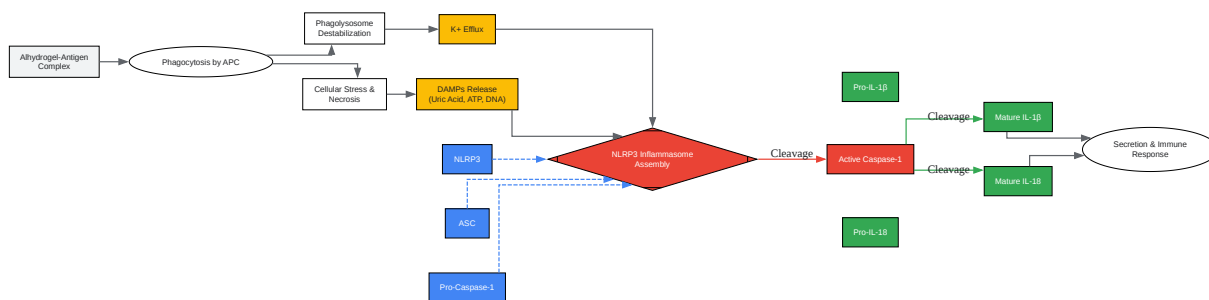 Alhydrogel-Antigen
Complex
Phagocytosis by APC
Phagolysosome
Destabilization
K+ Efflux
Cellular Stress &
Necrosis
DAMPs Release
(Uric Acid, ATP, DNA)
NLRP3
ASC
Pro-Caspase-1
NLRP3 Inflammasome
Assembly
Cleavage
Active Caspase-1
Pro-IL-1β
Pro-IL-18
Cleavage
Cleavage
Mature IL-1β
Mature IL-18
Secretion & Immune
Response